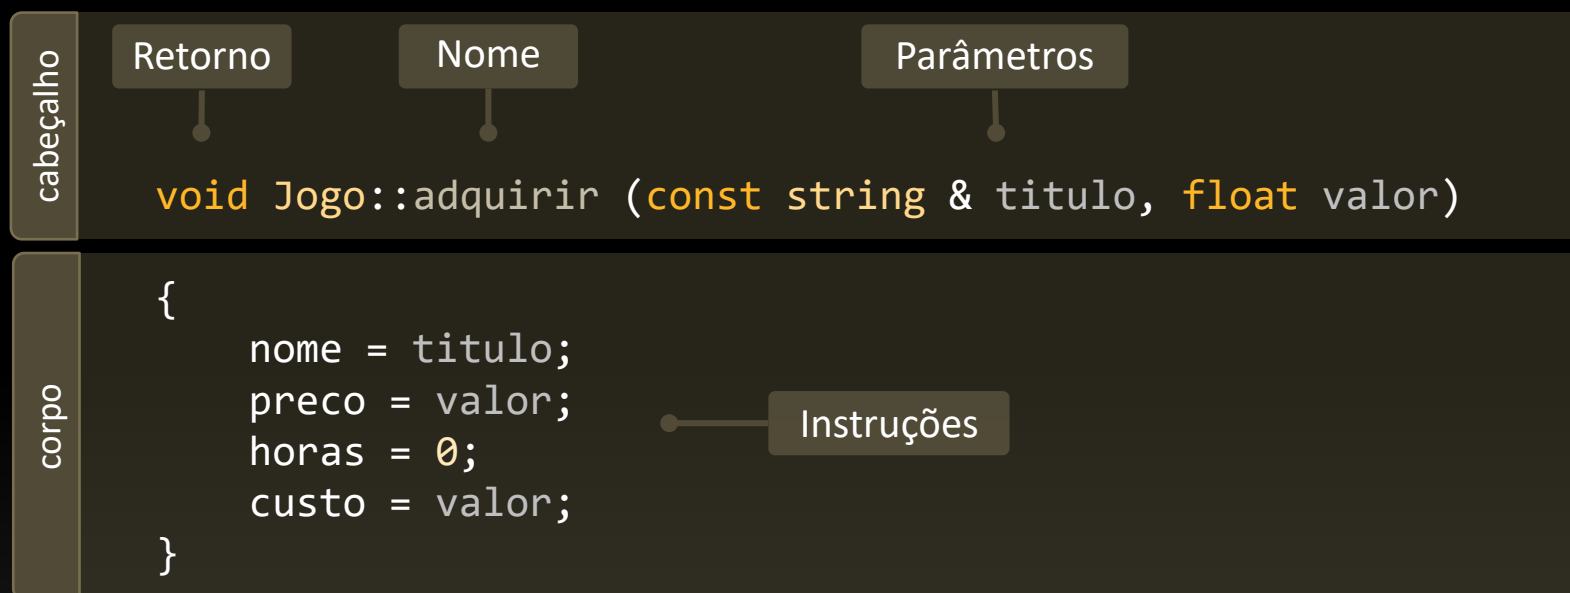 cabeçalho
Retorno
Nome
Parâmetros
void Jogo::adquirir (const string & titulo, float valor)
corpo
{
nome = titulo;
preco = valor;
horas = 0;
custo = valor;
}
Instruções